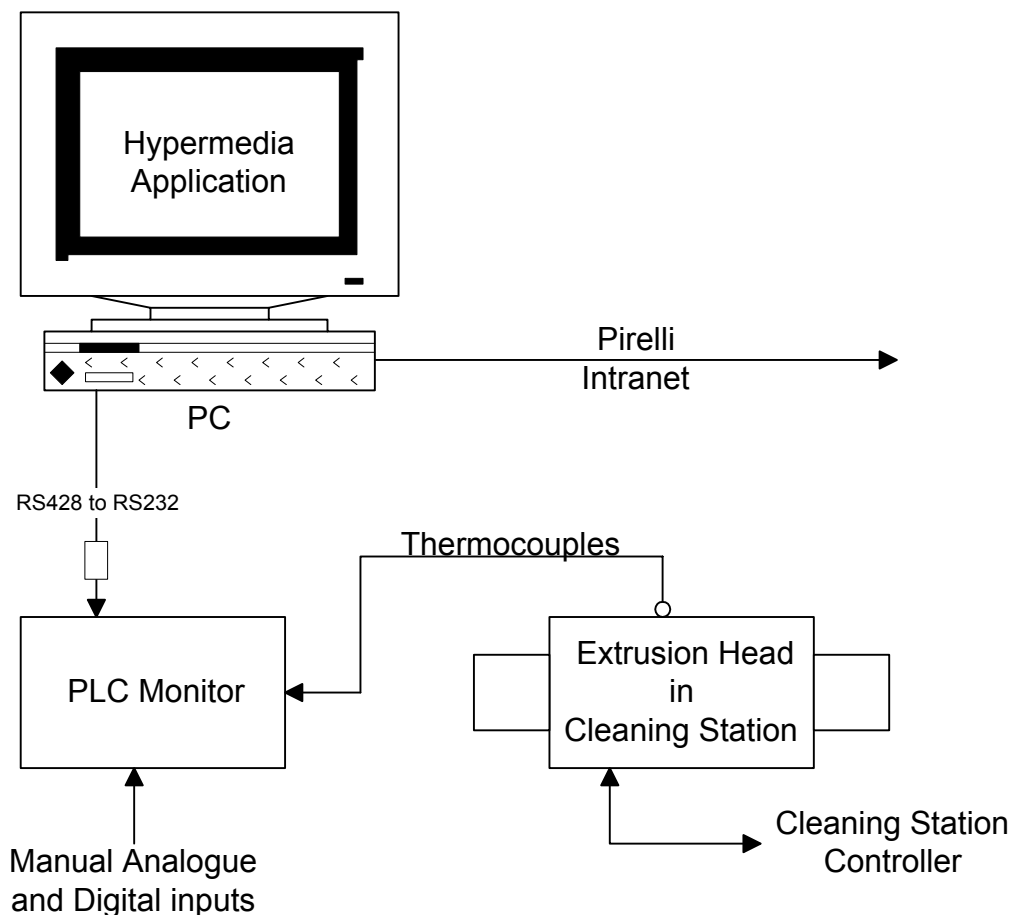 Hypermedia
Application
Pirelli
Intranet
PC
RS428 to RS232
Thermocouples
PLC Monitor
Extrusion Head
in
Cleaning Station
Manual Analogue
and Digital inputs
Cleaning Station
Controller